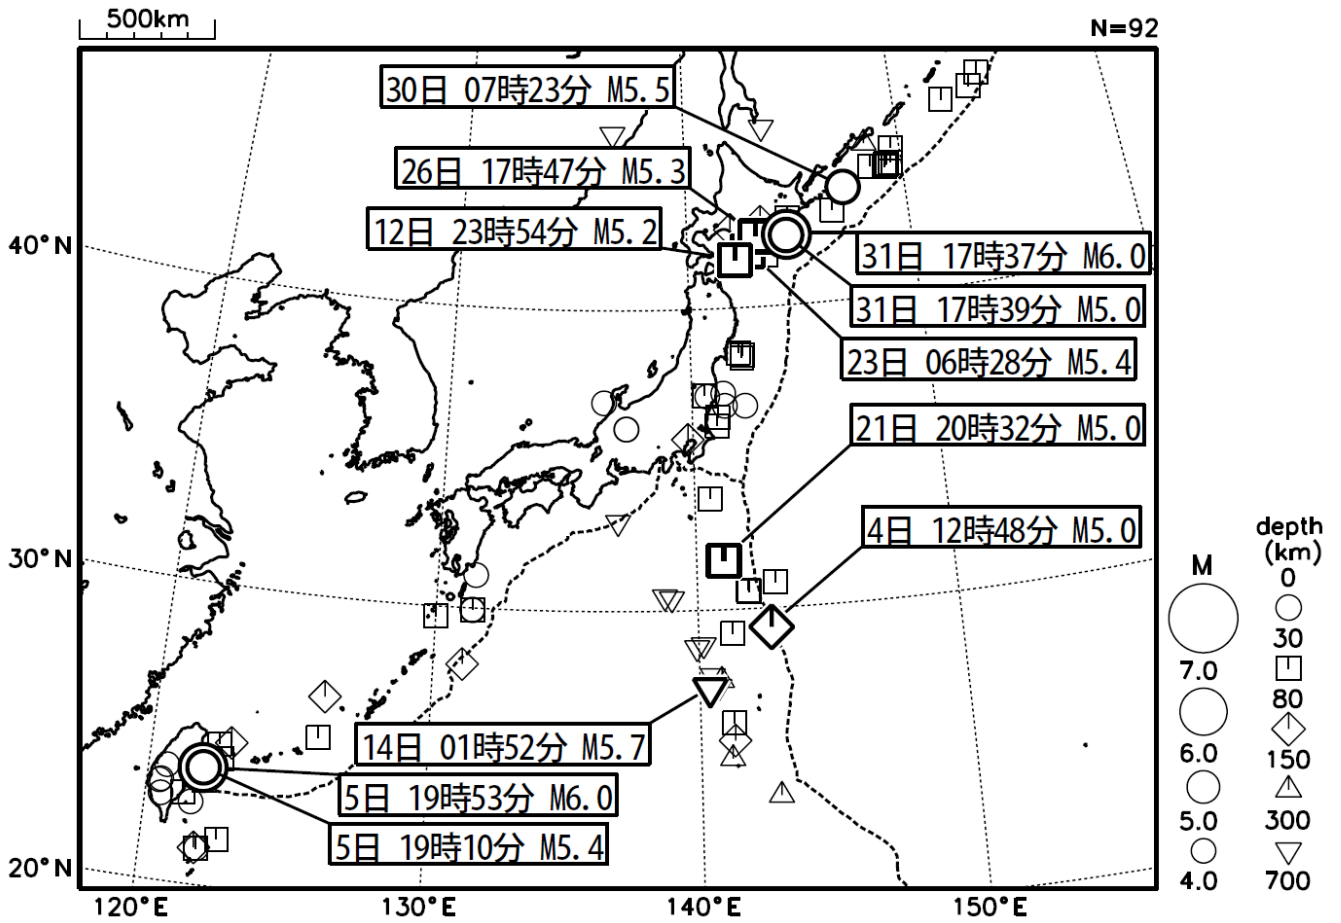 500km
N=92
30日 07時23分 M5.5
26日 17時47分 M5.3
12日 23時54分 M5.2
40°N
31日 17時37分 M6.0
31日 17時39分 M5.0
23日 06時28分 M5.4
21日 20時32分 M5.0
4日 12時48分 M5.0
30°N
14日 01時52分 M5.7
5日 19時53分 M6.0
5日 19時10分 M5.4
20°N
120°E
130°E
140°E
150°E
M
7.0
6.0
5.0
4.0
depth
(km)
0
30
80
150
300
700